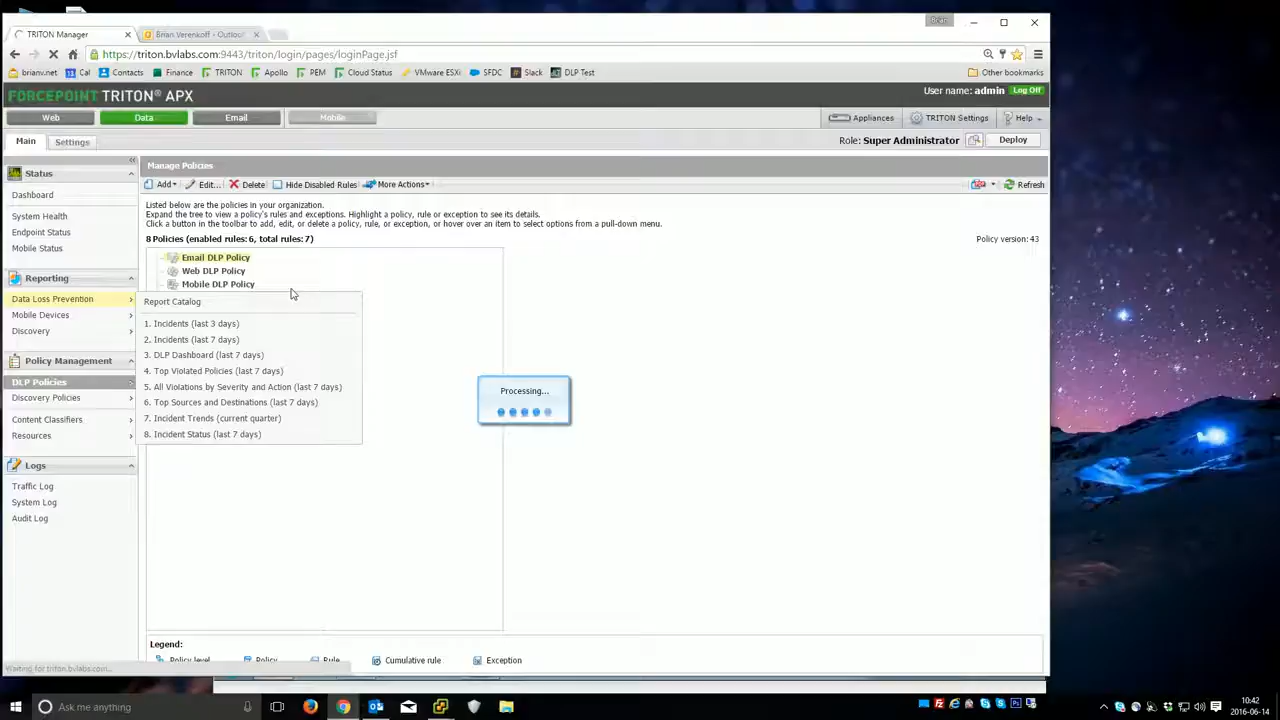 Brian
TRITON Manager
Brian Verenkoff - Outloo
https://triton.bvlabs.com:9443/triton/login/pages/loginPage.jsf
brianv.net
Cal
Contacts
Finance
TRITON
Apollo
PEM
Cloud Status
VMware ESXi
SFDC
Slack
DLP Test
Other bookmarks
FORCEPOINT TRITON® APX
User name: admin
Log Off
Web
Data
Email
Mobile
Appliances
TRITON Settings
Help
Main
Settings
Role: Super Administrator
Deploy
Status
Dashboard
System Health
Endpoint Status
Mobile Status
Reporting
Data Loss Prevention
Mobile Devices
Discovery
Policy Management
DLP Policies
Discovery Policies
Content Classifiers
Resources
Logs
Traffic Log
System Log
Audit Log
Manage Policies
Add
Edit...
Delete
Hide Disabled Rules
More Actions
Refresh
Listed below are the policies in your organization.
Expand the tree to view a policy's rules and exceptions. Highlight a policy, rule or exception to see its details.
Click a button in the toolbar to add, edit, or delete a policy, rule, or exception, or hover over an item to select options from a pull-down menu.
8 Policies (enabled rules: 6, total rules: 7)
Policy version: 43
Email DLP Policy
Web DLP Policy
Mobile DLP Policy
Report Catalog
1. Incidents (last 3 days)
2. Incidents (last 7 days)
3. DLP Dashboard (last 7 days)
4. Top Violated Policies (last 7 days)
5. All Violations by Severity and Action (last 7 days)
6. Top Sources and Destinations (last 7 days)
7. Incident Trends (current quarter)
8. Incident Status (last 7 days)
Processing...
Legend:
Policy level
Policy
Rule
Cumulative rule
Exception
Waiting for triton.bvlabs.com...
Ask me anything
10:42
2016-06-14